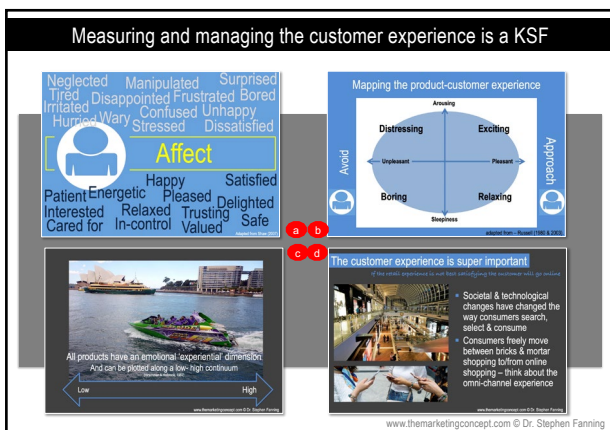 Measuring and managing the customer experience is a KSF
Neglected Manipulated Surprised
Tired Disappointed Frustrated Bored
Irritated Confused Unhappy
Hurried Wary Stressed Dissatisfied
Affect
Happy Satisfied
Patient Energetic Pleased Delighted
Interested Relaxed Trusting Safe
Cared for In-control Valued
Mapping the product-customer experience
Arousing
Distressing Exciting
Avoid
Unpleasant Pleasant
Approach
Boring Relaxing
Sleepiness
adapted from – Russell (1980 & 2003)
a b
c d
All products have an emotional 'experiential' dimension
And can be plotted along a low- high continuum
Low High
www.themarketingconcept.com © Dr. Stephen Fanning
The customer experience is super important
If the retail experience is not best satisfying the customer will go online
Societal & technological
changes have changed the
way consumers search,
select & consume
Consumers freely move
between bricks & mortar
shopping to/from online
shopping – think about the
omni-channel experience
www.themarketingconcept.com © Dr. Stephen Fanning
www.themarketingconcept.com © Dr. Stephen Fanning